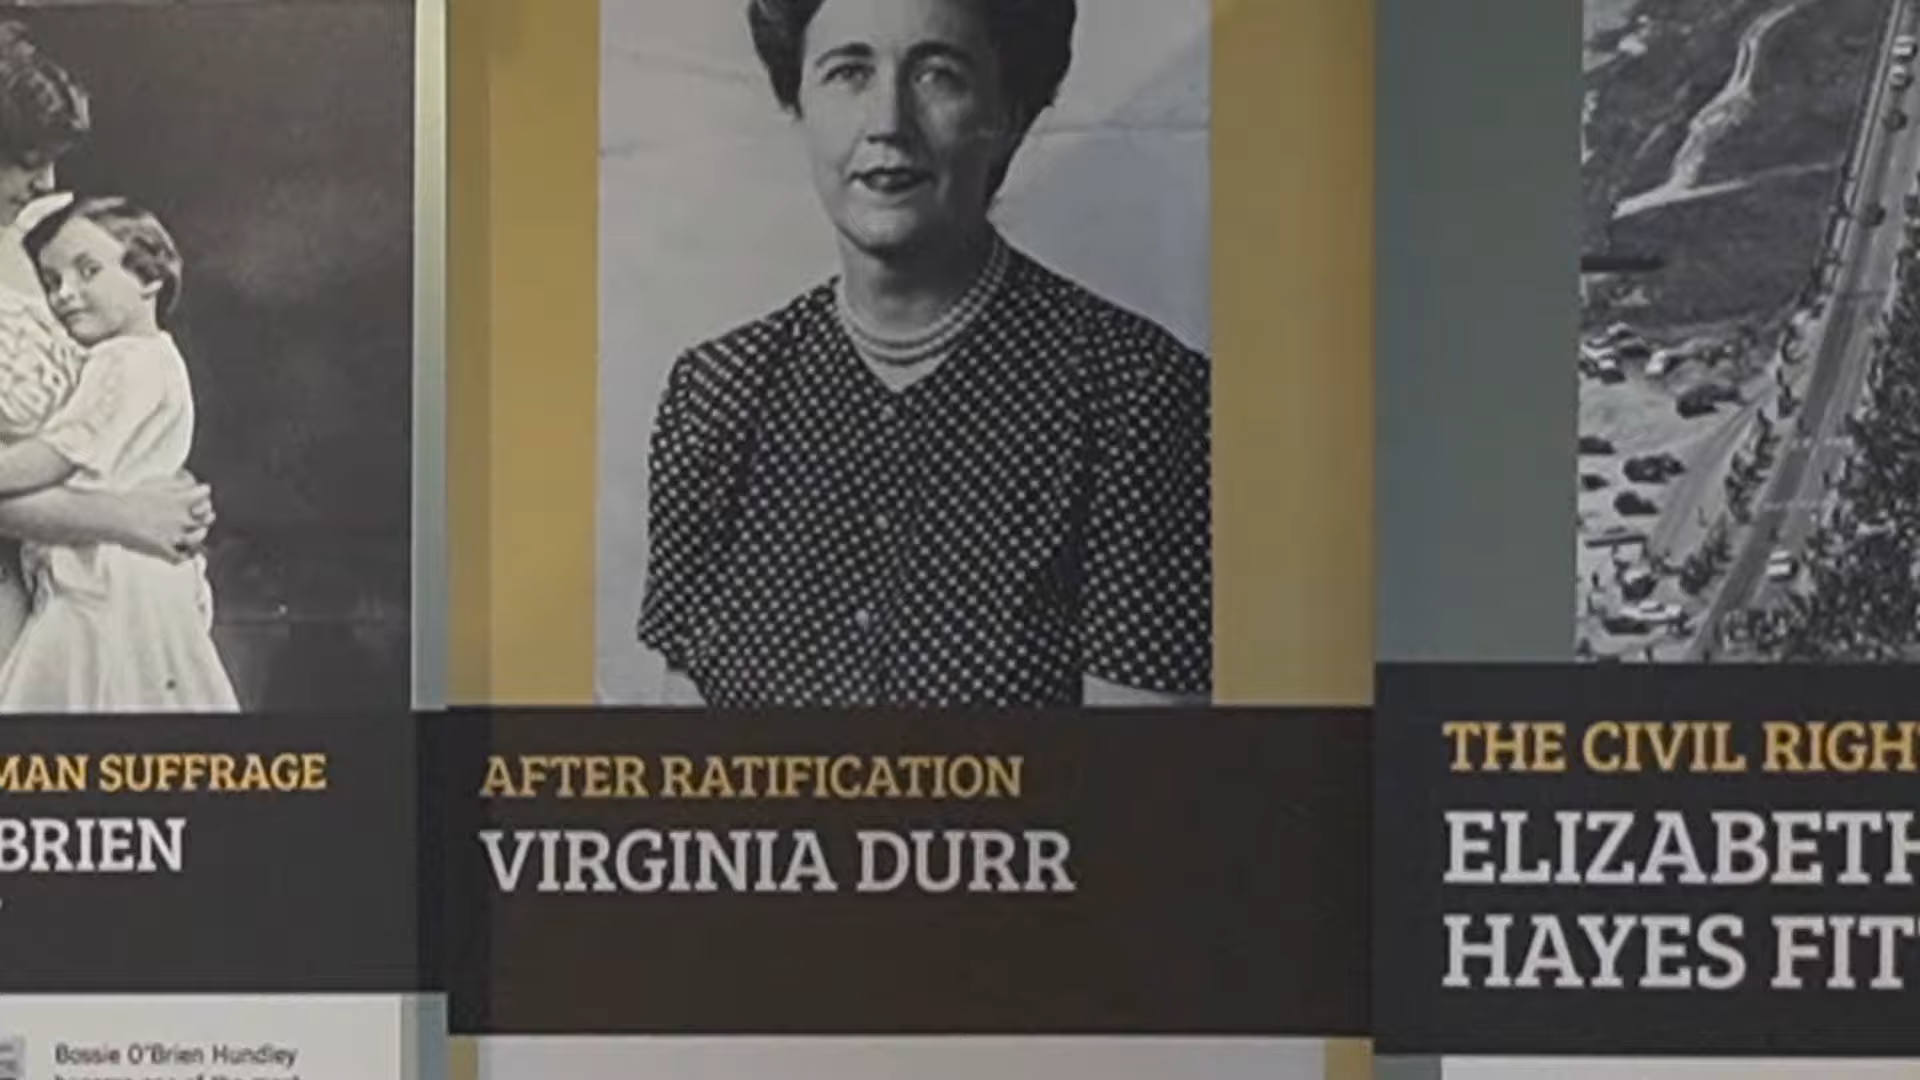 MAN SUFFRAGE
BRIEN
Bossie O'Brien Hundley
AFTER RATIFICATION
VIRGINIA DURR
THE CIVIL RIGH
ELIZABETH
HAYES FIT